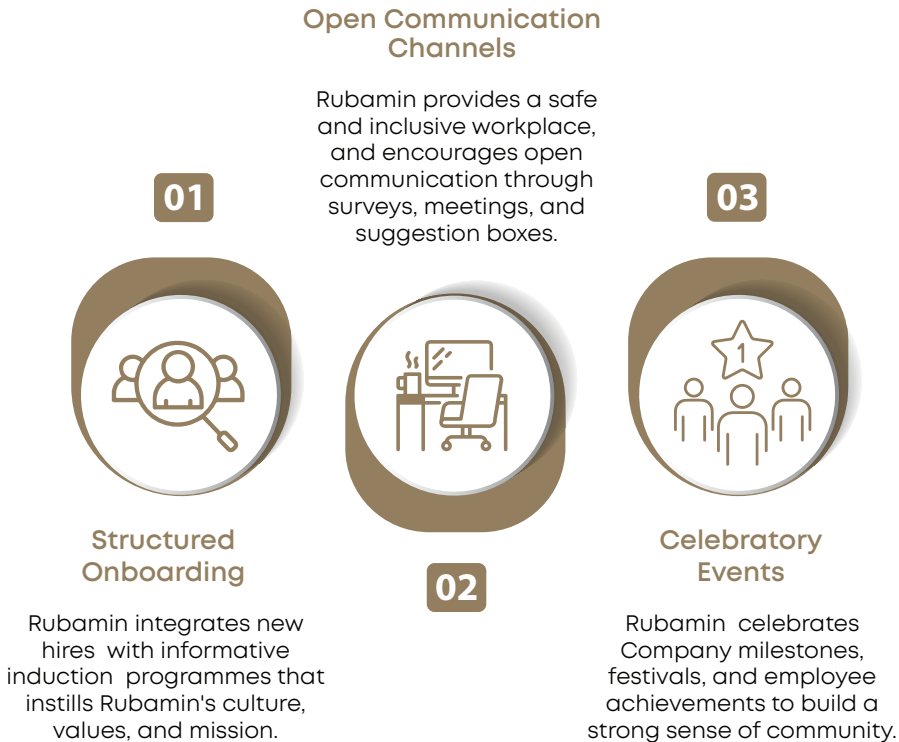 01
Structured
Onboarding
Rubamin integrates new
hires with informative
induction programmes that
instills Rubamin's culture,
values, and mission.
Open Communication
Channels
Rubamin provides a safe
and inclusive workplace,
and encourages open
communication through
surveys, meetings, and
suggestion boxes.
02
03
1
Celebratory
Events
Rubamin celebrates
Company milestones,
festivals, and employee
achievements to build a
strong sense of community.